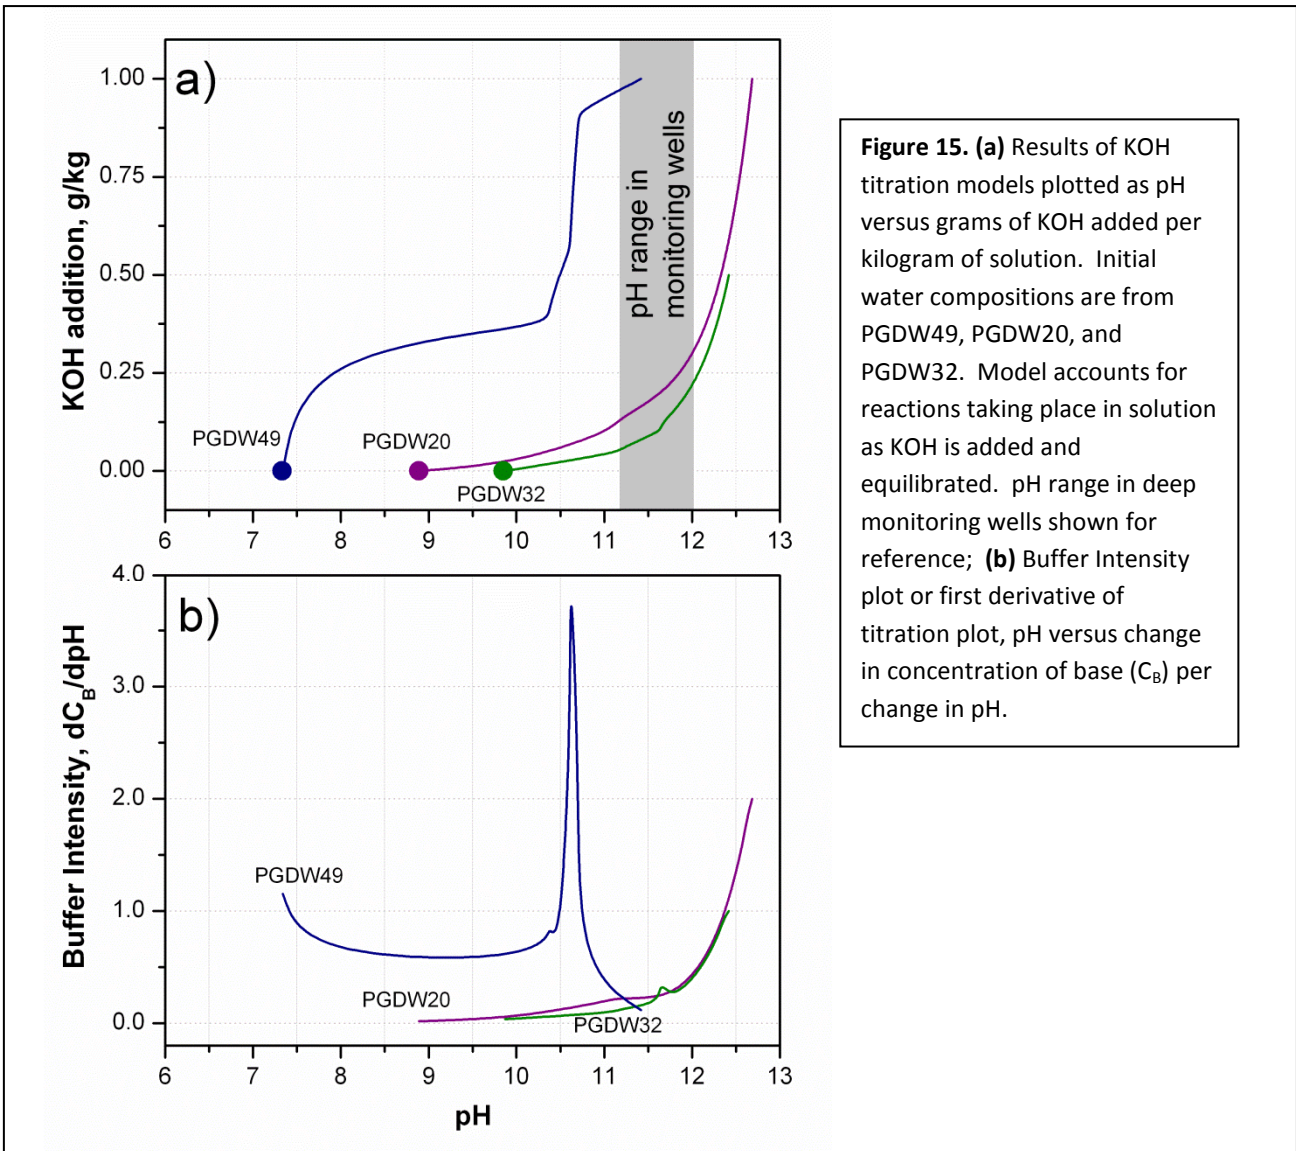 a)
1.00
0.75
0.50
0.25
0.00
KOH addition, g/kg
pH range in
monitoring wells
PGDW49
PGDW20
PGDW32
6 7 8 9 10 11 12 13
b)
4.0
3.0
2.0
1.0
0.0
Buffer Intensity, dC_B/dpH
PGDW49
PGDW20
PGDW32
6 7 8 9 10 11 12 13
pH
Figure 15. (a) Results of KOH
titration models plotted as pH
versus grams of KOH added per
kilogram of solution. Initial
water compositions are from
PGDW49, PGDW20, and
PGDW32. Model accounts for
reactions taking place in solution
as KOH is added and
equilibrated. pH range in deep
monitoring wells shown for
reference; (b) Buffer Intensity
plot or first derivative of
titration plot, pH versus change
in concentration of base (C_B) per
change in pH.